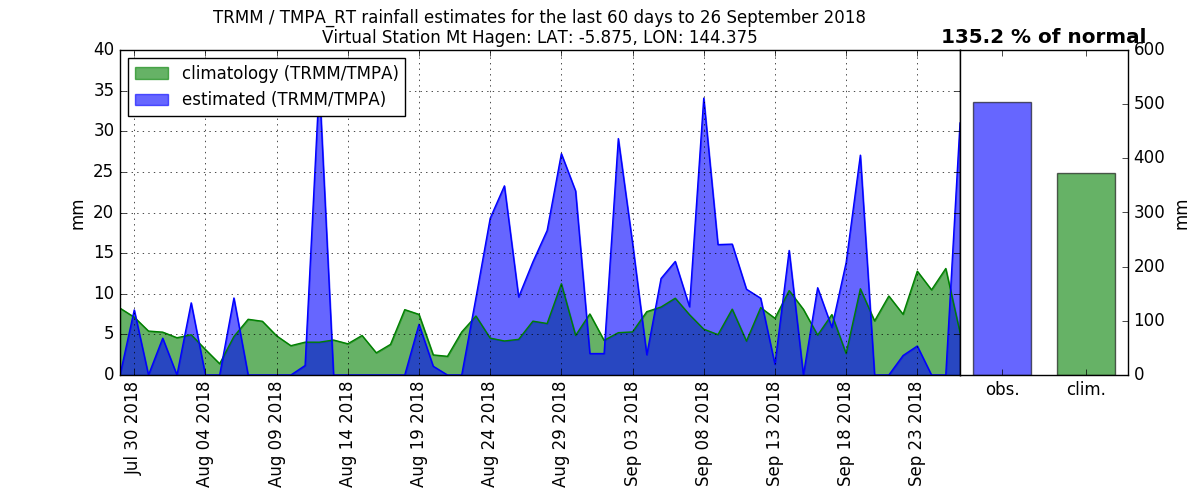 TRMM / TMPA_RT rainfall estimates for the last 60 days to 26 September 2018
Virtual Station Mt Hagen: LAT: -5.875, LON: 144.375
135.2 % of normal
climatology (TRMM/TMPA)
estimated (TRMM/TMPA)
40
35
30
25
20
15
10
5
0
mm
Jul 30 2018
Aug 04 2018
Aug 09 2018
Aug 14 2018
Aug 19 2018
Aug 24 2018
Aug 29 2018
Sep 03 2018
Sep 08 2018
Sep 13 2018
Sep 18 2018
Sep 23 2018
600
500
400
300
200
100
0
mm
obs.
clim.